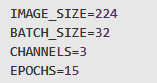 IMAGE_SIZE=224
BATCH_SIZE=32
CHANNELS=3
EPOCHS=15